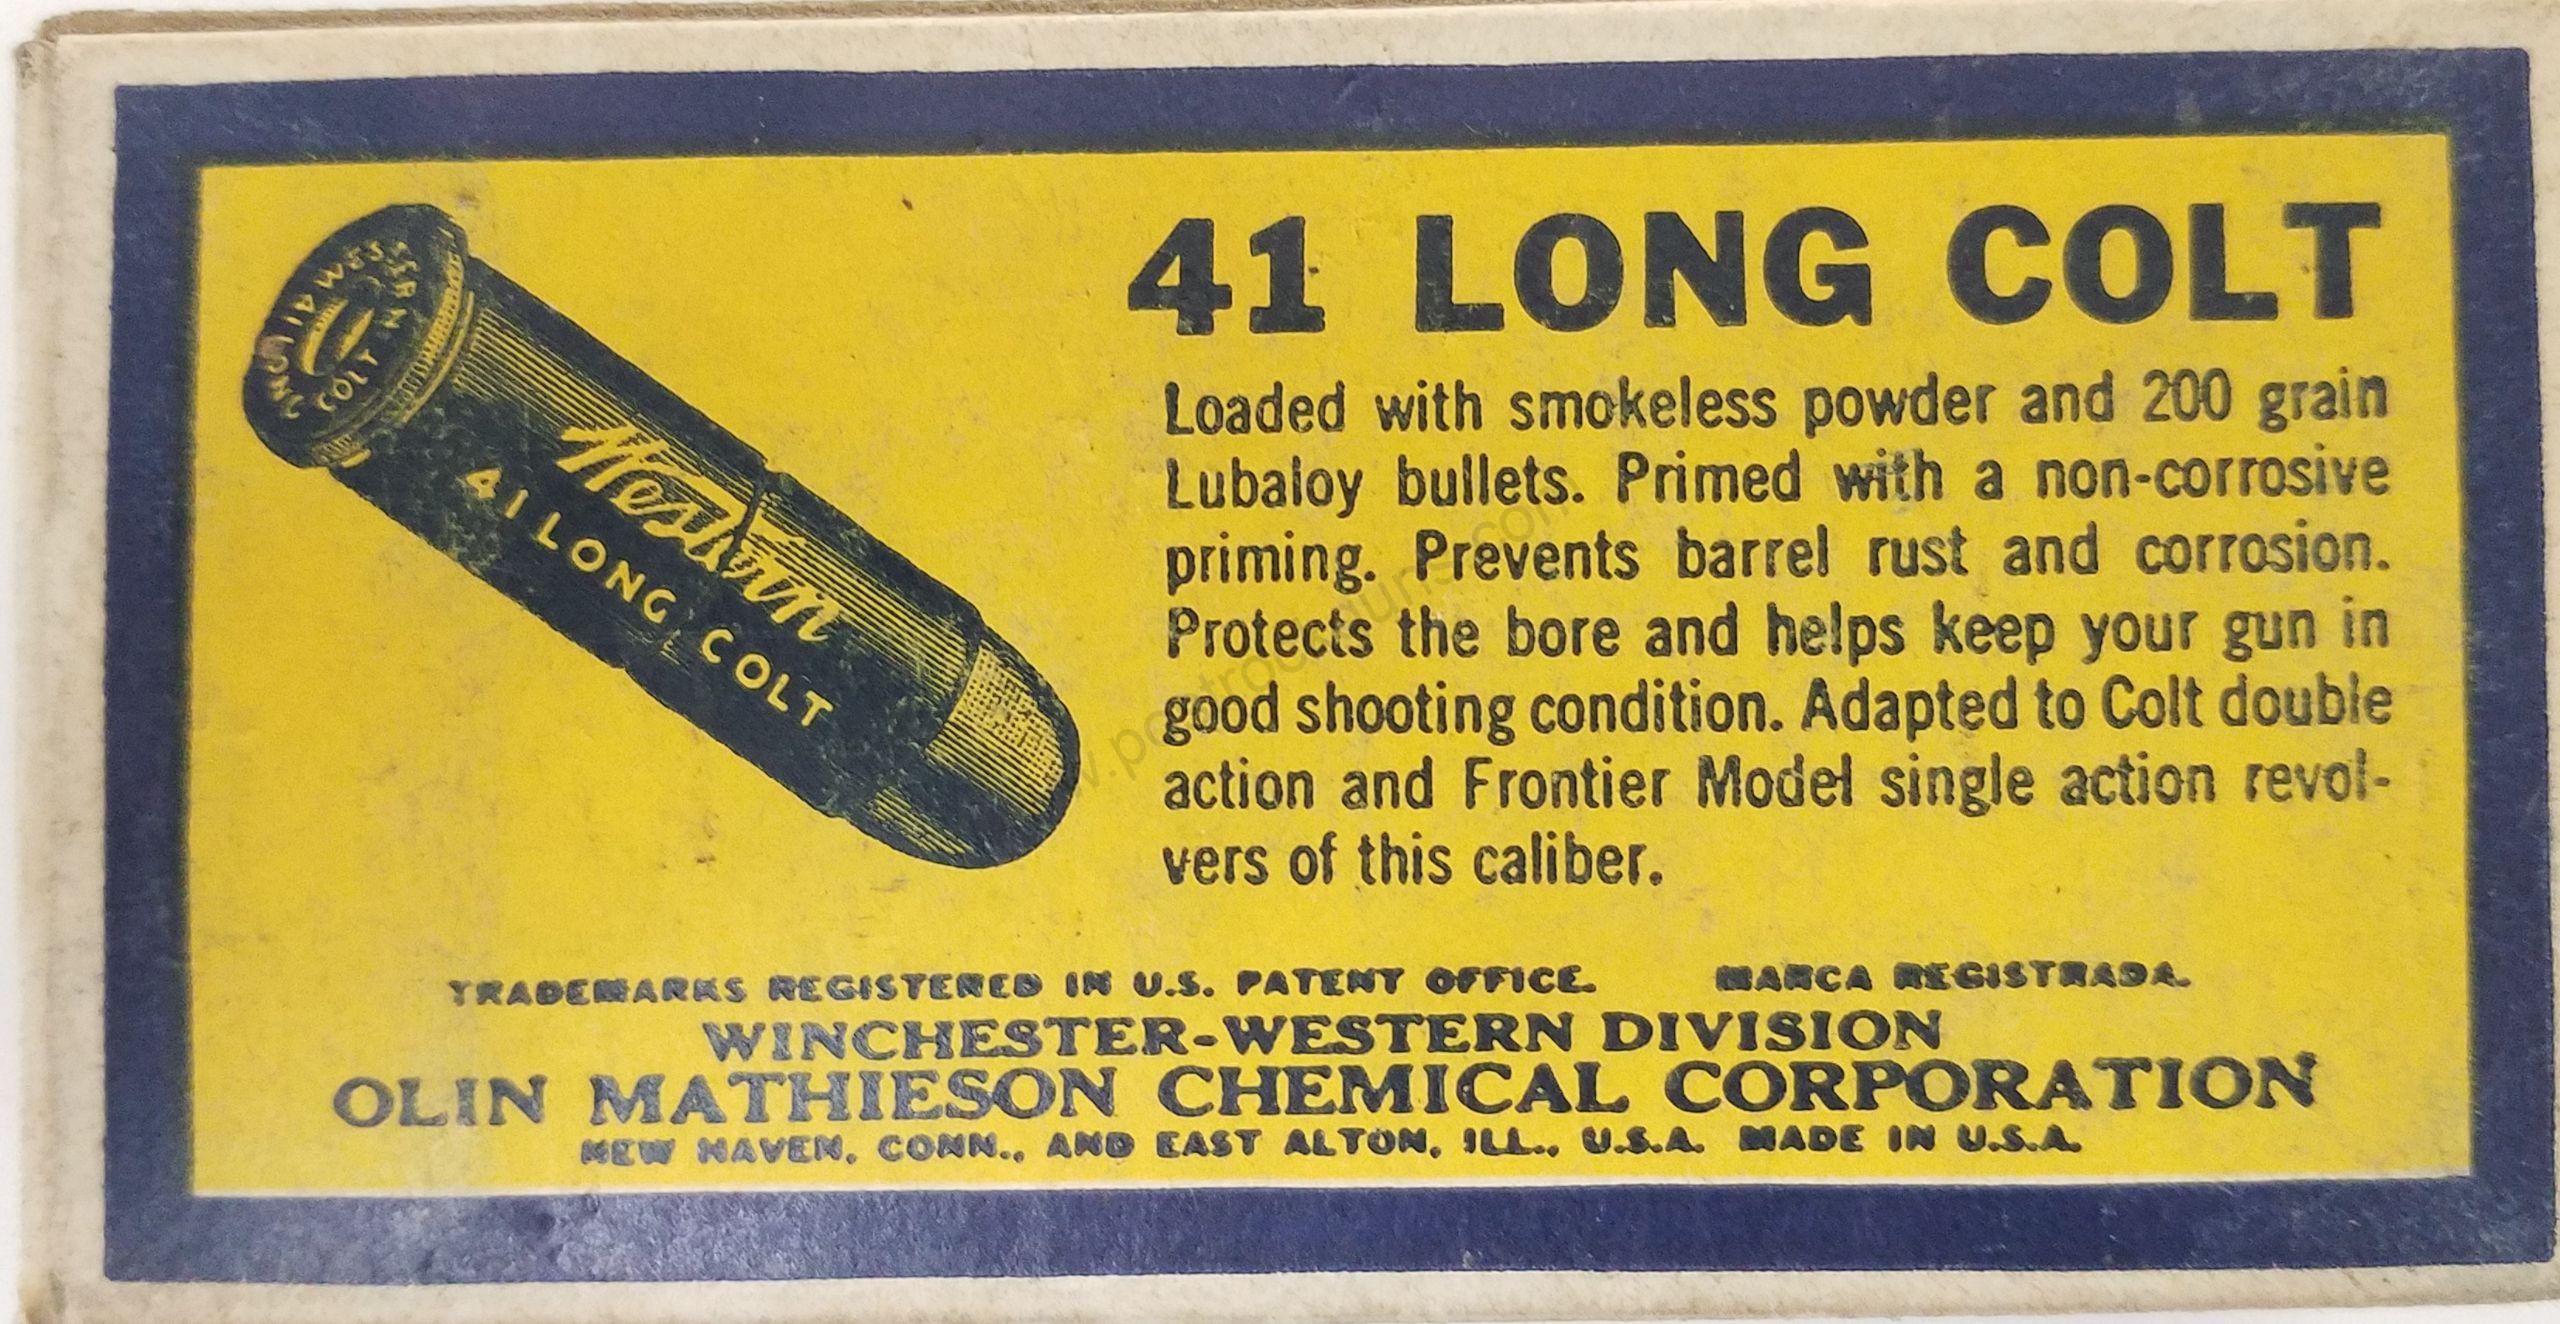 41 LONG COLT
Loaded with smokeless powder and 200 grain
Lubaloy bullets. Primed with a non-corrosive
priming. Prevents barrel rust and corrosion.
Protects the bore and helps keep your gun in
good shooting condition. Adapted to Colt double
action and Frontier Model single action revol-
vers of this caliber.
Western
41 LONG COLT
COLT
TRADEMARKS REGISTERED IN U.S. PATENT OFFICE. MARCA REGISTRADA.
WINCHESTER-WESTERN DIVISION
OLIN MATHIESON CHEMICAL CORPORATION
NEW HAVEN, CONN., AND EAST ALTON, ILL., U.S.A. MADE IN U.S.A.